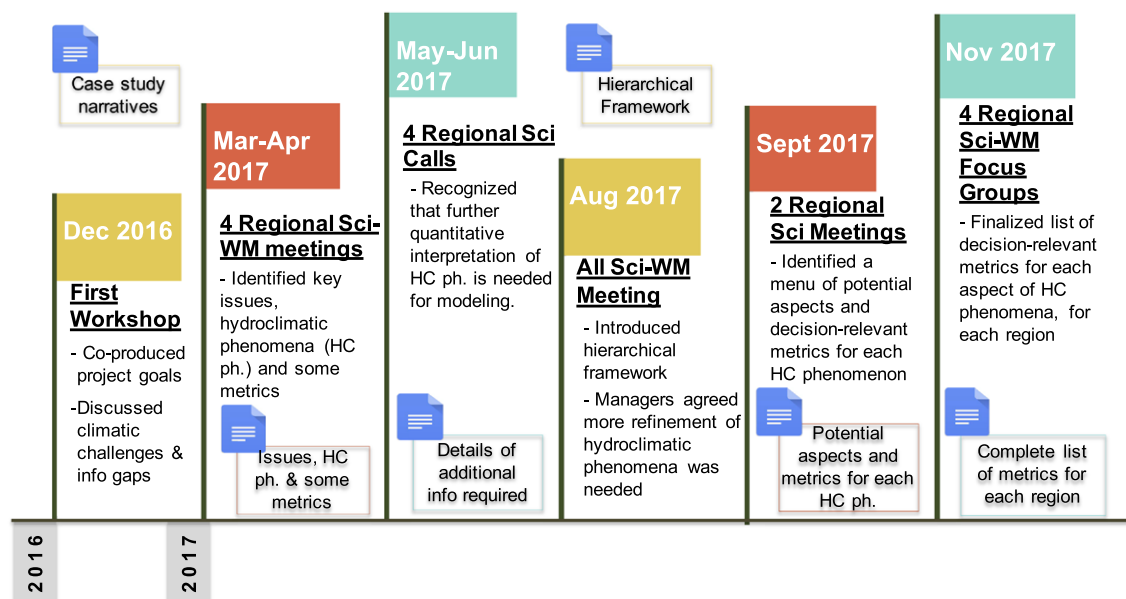 Case study
narratives
Dec 2016
First
Workshop
- Co-produced
project goals
-Discussed
climatic
challenges &
info gaps
Mar-Apr
2017
4 Regional Sci-
WM meetings
- Identified key
issues,
hydroclimatic
phenomena (HC
ph.) and some
metrics
Issues, HC
ph. & some
metrics
May-Jun
2017
4 Regional Sci
Calls
- Recognized
that further
quantitative
interpretation of
HC ph. is needed
for modeling.
Details of
additional
info required
Hierarchical
Framework
Aug 2017
All Sci-WM
Meeting
- Introduced
hierarchical
framework
- Managers agreed
more refinement of
hydroclimatic
phenomena was
needed
Sept 2017
2 Regional
Sci Meetings
- Identified a
menu of potential
aspects and
decision-relevant
metrics for each
HC phenomenon
Potential
aspects and
metrics for each
HC ph.
Nov 2017
4 Regional
Sci-WM
Focus
Groups
- Finalized list of
decision-relevant
metrics for each
aspect of HC
phenomena, for
each region
Complete list
of metrics for
each region
2016
2017